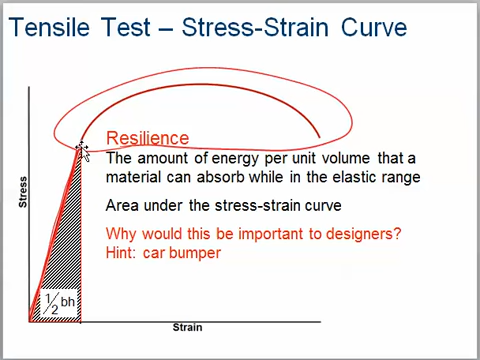 Tensile Test – Stress-Strain Curve
Resilience
The amount of energy per unit volume that a
material can absorb while in the elastic range
Area under the stress-strain curve
Why would this be important to designers?
Hint: car bumper
Stress
1/2 bh
Strain